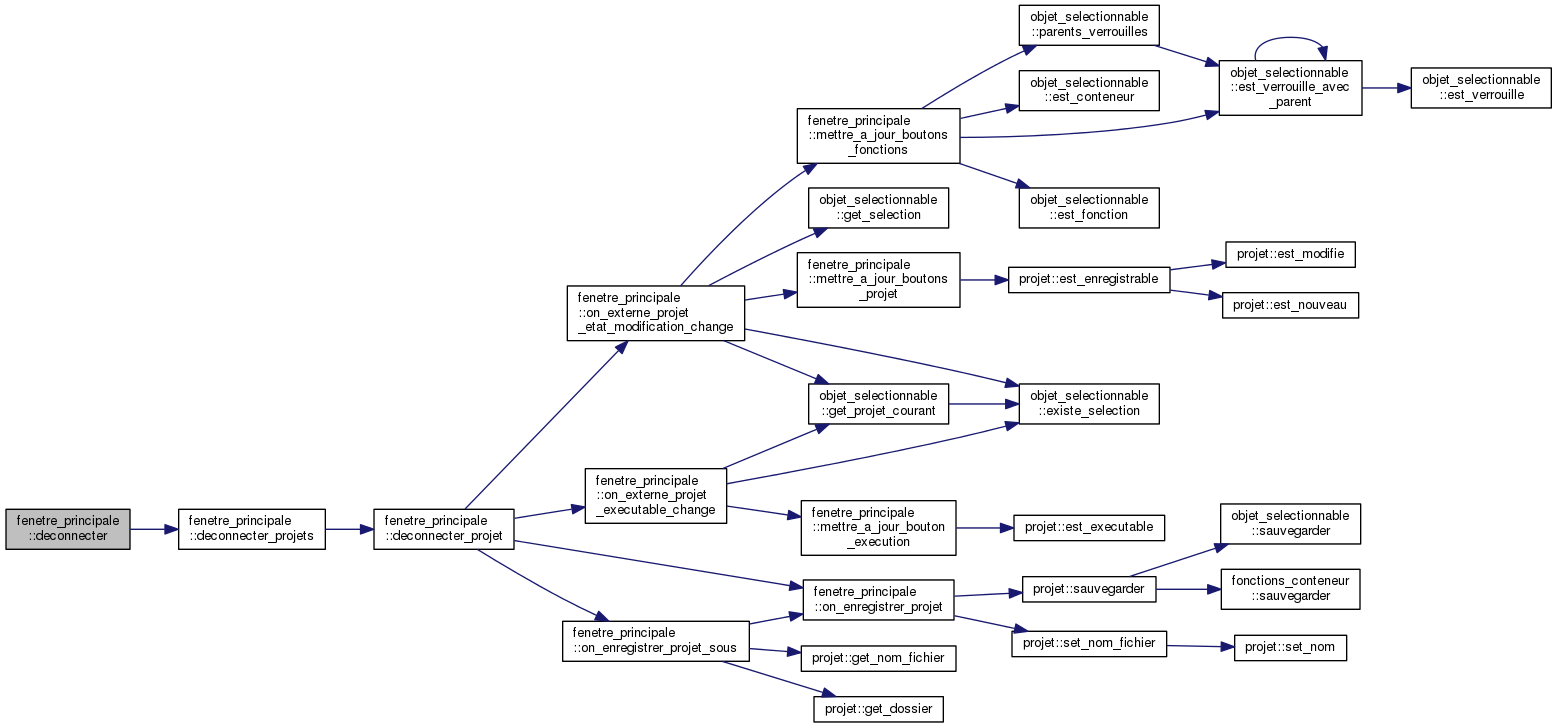 fenetre_principale
::deconnecter
fenetre_principale
::deconnecter_projets
fenetre_principale
::deconnecter_projet
fenetre_principale
::on_externe_projet
_etat_modification_change
fenetre_principale
::mettre_a_jour_boutons
_fonctions
objet_selectionnable
::parents_verrouilles
objet_selectionnable
::est_verrouille_avec
_parent
objet_selectionnable
::est_verrouille
objet_selectionnable
::est_conteneur
objet_selectionnable
::est_fonction
objet_selectionnable
::get_selection
fenetre_principale
::mettre_a_jour_boutons
_projet
projet::est_enregistrable
projet::est_modifie
projet::est_nouveau
objet_selectionnable
::get_projet_courant
objet_selectionnable
::existe_selection
fenetre_principale
::on_externe_projet
_executable_change
fenetre_principale
::mettre_a_jour_bouton
_execution
projet::est_executable
fenetre_principale
::on_enregistrer_projet
projet::sauvegarder
objet_selectionnable
::sauvegarder
fonctions_conteneur
::sauvegarder
projet::set_nom_fichier
projet::set_nom
fenetre_principale
::on_enregistrer_projet_sous
projet::get_nom_fichier
projet::get_dossier